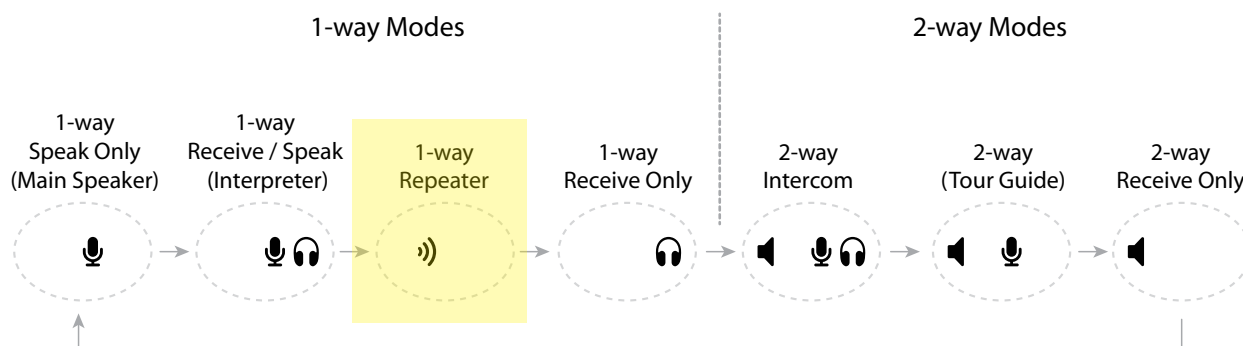 1-way Modes
2-way Modes
1-way
Speak Only
(Main Speaker)
1-way
Receive / Speak
(Interpreter)
1-way
Repeater
1-way
Receive Only
2-way
Intercom
2-way
(Tour Guide)
2-way
Receive Only